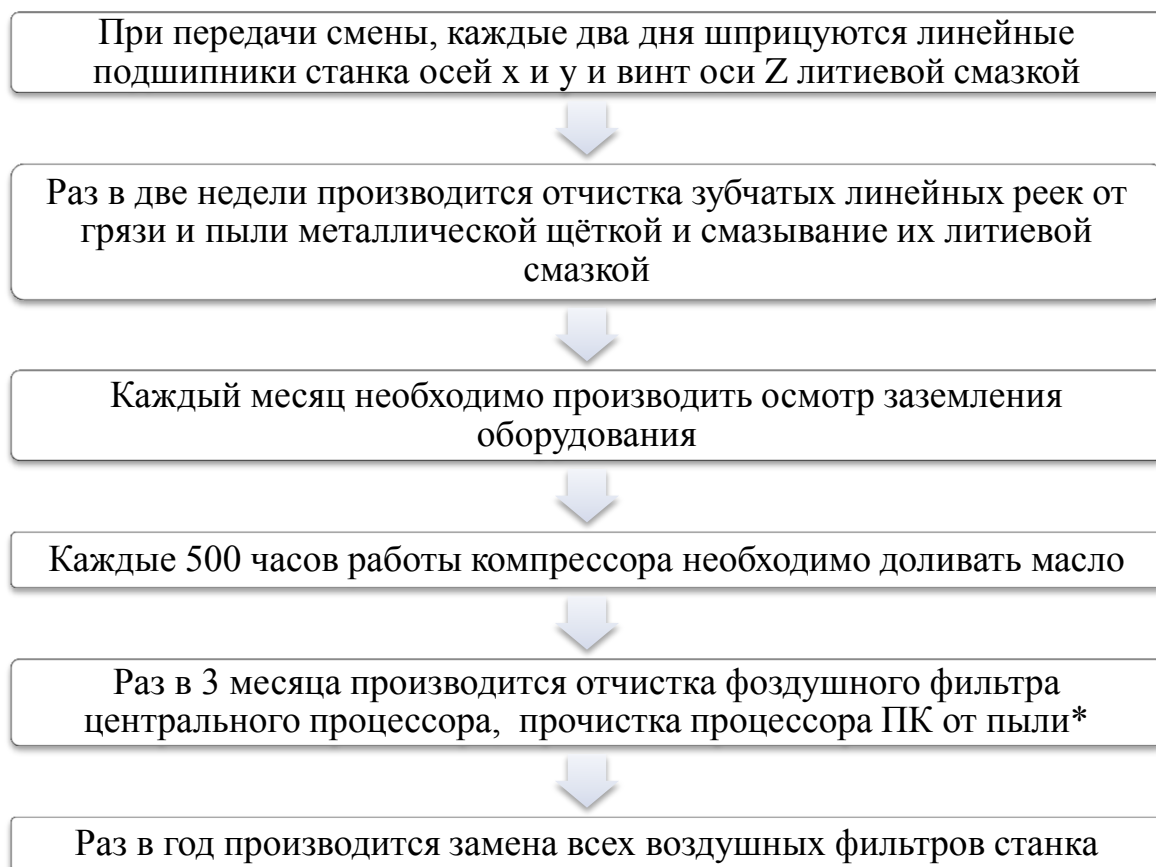 При передачи смены, каждые два дня шприцуются линейные
подшипники станка осей x и y и винт оси Z литиевой смазкой
Раз в две недели производится отчистка зубчатых линейных реек от
грязи и пыли металлической щёткой и смазывание их литиевой
смазкой
Каждый месяц необходимо производить осмотр заземления
оборудования
Каждые 500 часов работы компрессора необходимо доливать масло
Раз в 3 месяца производится отчистка фоздушного фильтра
центрального процессора, прочистка процессора ПК от пыли*
Раз в год производится замена всех воздушных фильтров станка